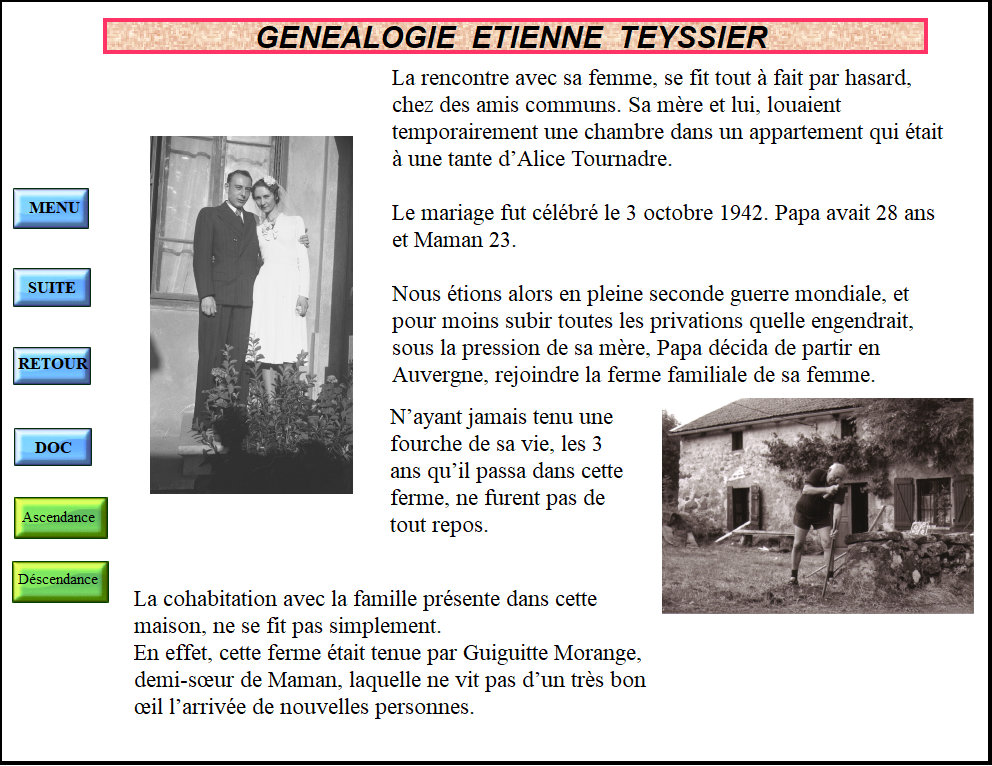 GENEALOGIE ETIENNE TEYSSIER
La rencontre avec sa femme, se fit tout à fait par hasard,
chez des amis communs. Sa mère et lui, louaient
temporairement une chambre dans un appartement qui était
à une tante d’Alice Tournadre.
Le mariage fut célébré le 3 octobre 1942. Papa avait 28 ans
et Maman 23.
Nous étions alors en pleine seconde guerre mondiale, et
pour moins subir toutes les privations quelle engendrait,
sous la pression de sa mère, Papa décida de partir en
Auvergne, rejoindre la ferme familiale de sa femme.
N’ayant jamais tenu une
fourche de sa vie, les 3
ans qu’il passa dans cette
ferme, ne furent pas de
tout repos.
La cohabitation avec la famille présente dans cette
maison, ne se fit pas simplement.
En effet, cette ferme était tenue par Guiguitte Morange,
demi-sœur de Maman, laquelle ne vit pas d’un très bon
œil l’arrivée de nouvelles personnes.
MENU
SUITE
RETOUR
DOC
Ascendance
Déscendance